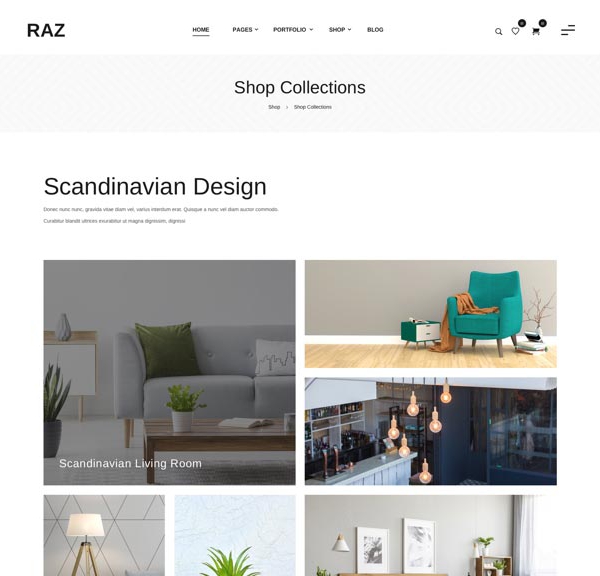 RAZ
HOME PAGES PORTFOLIO SHOP BLOG
0 0
Shop Collections
Shop › Shop Collections
Scandinavian Design
Donec nunc nunc, gravida vitae diam vel, varius interdum erat. Quisque a nunc vel diam auctor commodo.
Curabitur blandit ultrices exurabitur ut magna dignissim, dignissi
Scandinavian Living Room